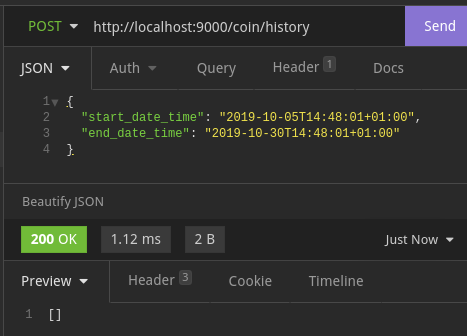 POST http://localhost:9000/coin/history Send
JSON Auth Query Header 1 Docs
1 {
2 "start_date_time": "2019-10-05T14:48:01+01:00",
3 "end_date_time": "2019-10-30T14:48:01+01:00"
4 }
Beautify JSON
200 OK 1.12 ms 2 B Just Now
Preview Header 3 Cookie Timeline
1 []